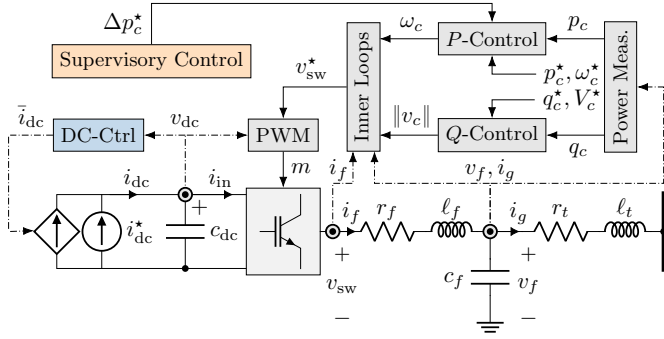 Δp_c^⋆
Supervisory Control
ω_c
P-Control
p_c
v_sw^⋆
Inner Loops
p_c^⋆, ω_c^⋆
Power Meas.
q_c^⋆, V_c^⋆
i̅_dc
DC-Ctrl
v_dc
PWM
‖v_c‖
Q-Control
q_c
m
i_f
v_f, i_g
i_dc
i_in
i_dc^⋆
+
c_dc
i_f
r_f
ℓ_f
i_g
r_t
ℓ_t
+
v_sw
−
c_f
+
v_f
−